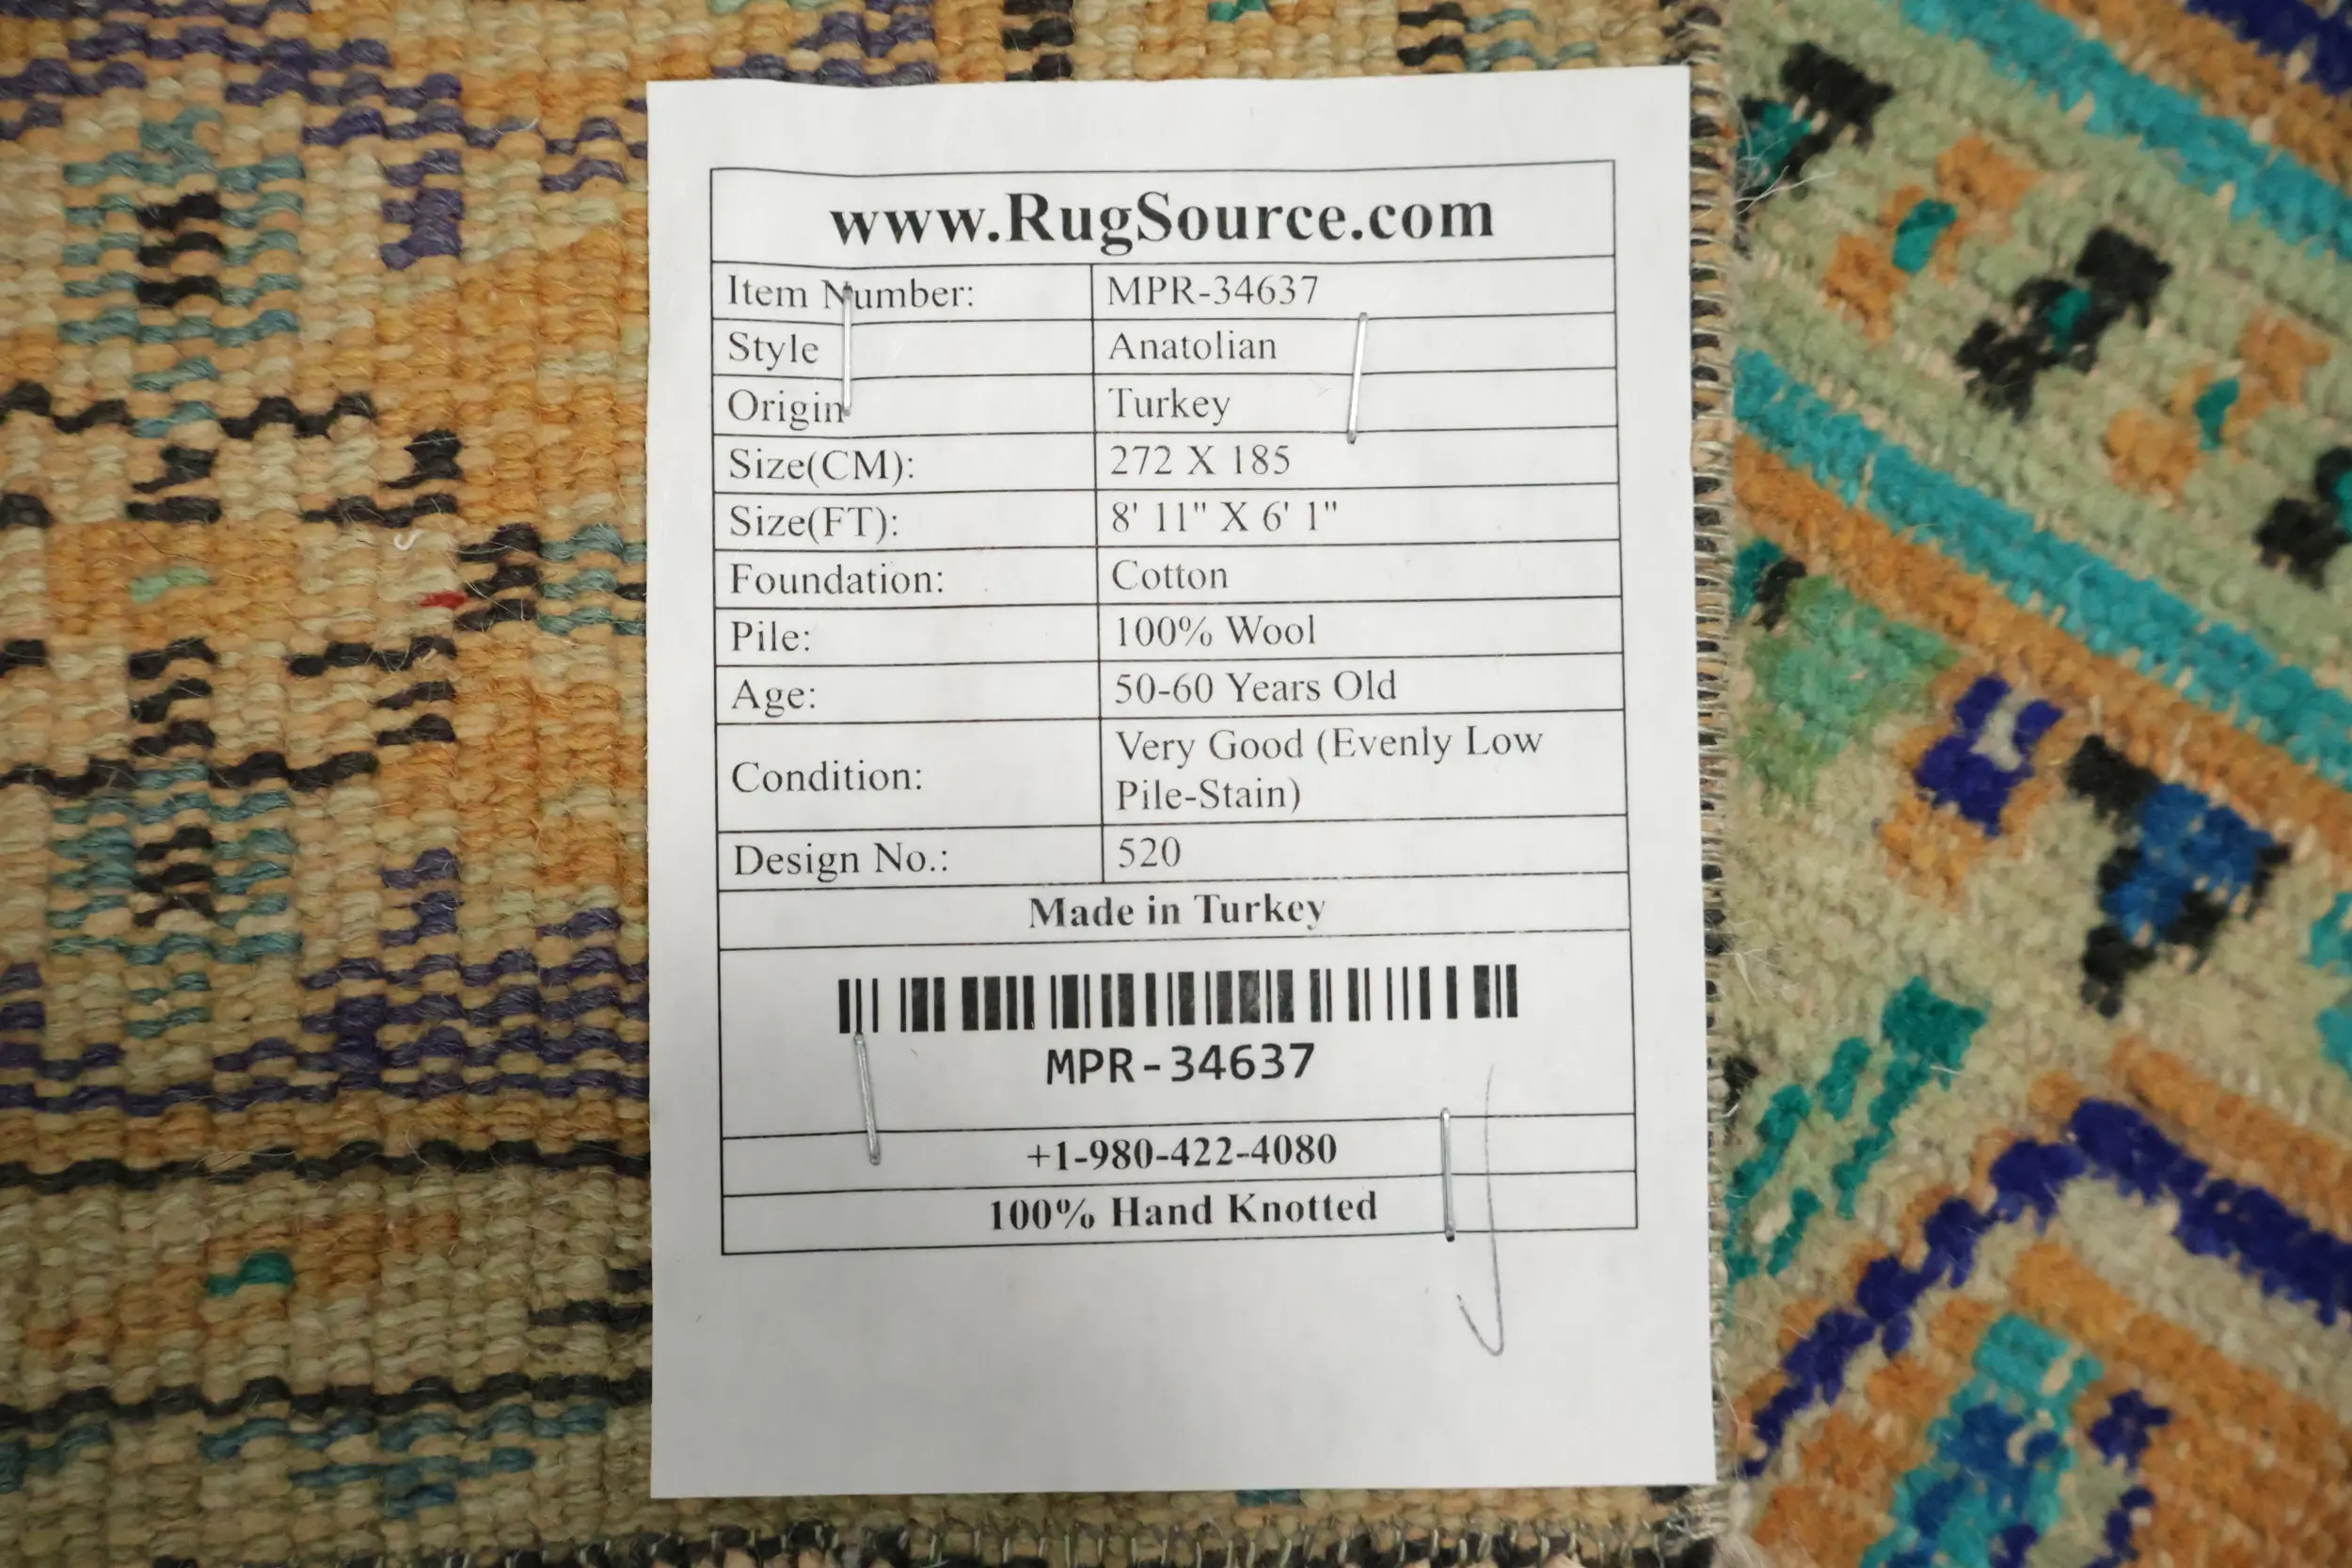 www.RugSource.com
Item Number: MPR-34637
Style Anatolian
Origin Turkey
Size(CM): 272 X 185
Size(FT): 8' 11" X 6' 1"
Foundation: Cotton
Pile: 100% Wool
Age: 50-60 Years Old
Condition: Very Good (Evenly Low
Pile-Stain)
Design No.: 520
Made in Turkey
MPR-34637
+1-980-422-4080
100% Hand Knotted